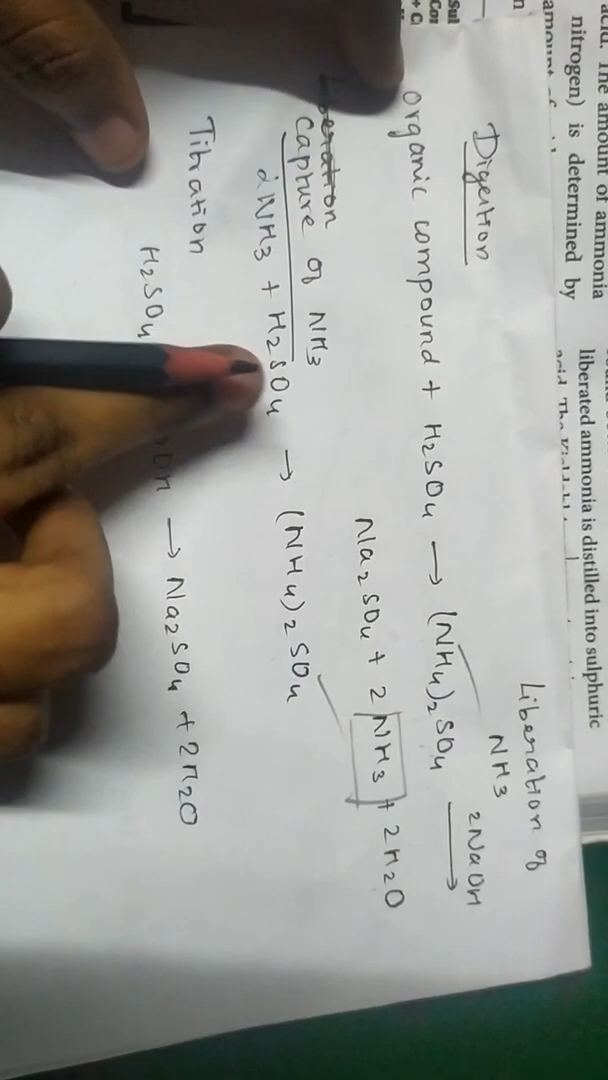 acid. The amount of ammonia
nitrogen) is determined by
liberated ammonia is distilled into sulphuric
Digestion
Liberation of
NH3
organic compound + H2SO4 → (NH4)2SO4 2NaOH →
Na2SO4 + 2 NH3 + 2H2O
capture of NH3
2NH3 + H2SO4 → (NH4)2SO4
Titration
H2SO4 → Na2SO4 + 2H2O